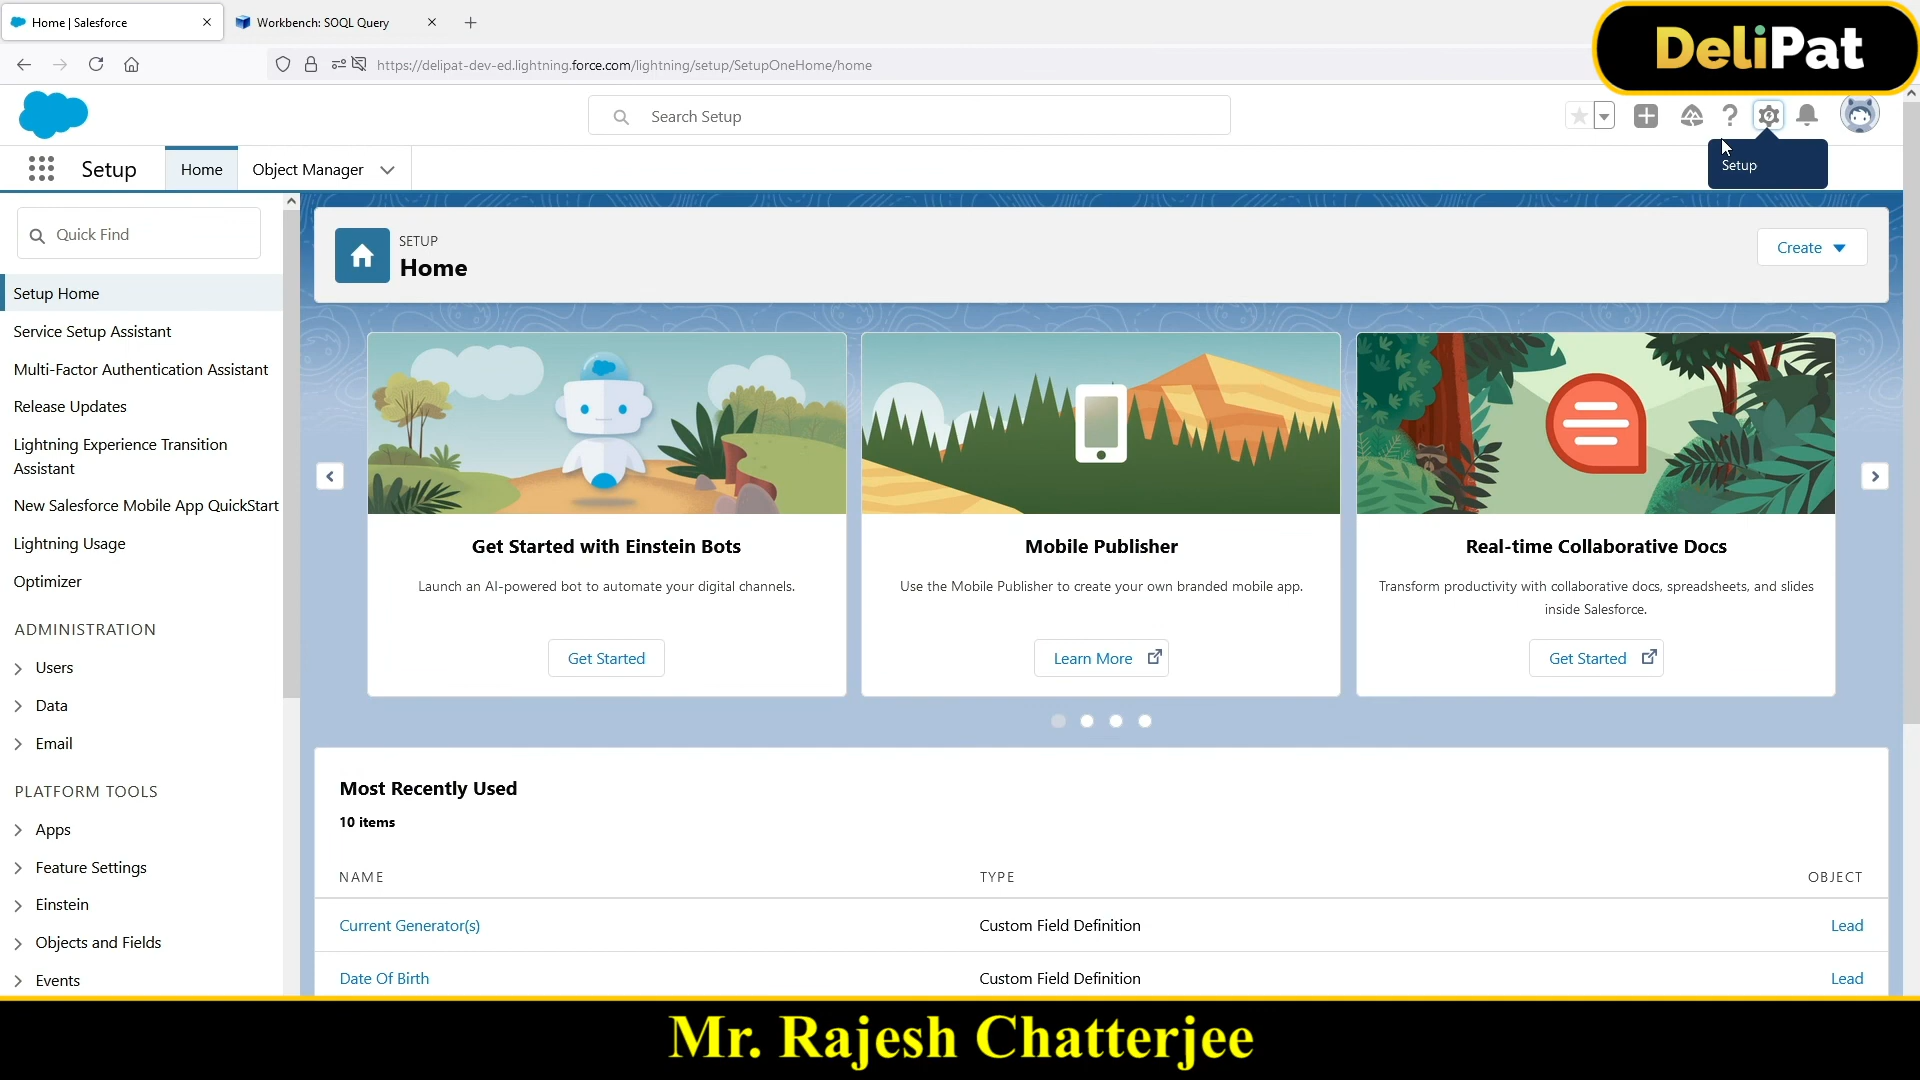 Home | Salesforce
Workbench: SOQL Query
https://delipat-dev-ed.lightning.force.com/lightning/setup/SetupOneHome/home
DeliPat
Search Setup
Setup
Home
Object Manager
Setup
Quick Find
Setup Home
Service Setup Assistant
Multi-Factor Authentication Assistant
Release Updates
Lightning Experience Transition
Assistant
New Salesforce Mobile App QuickStart
Lightning Usage
Optimizer
ADMINISTRATION
Users
Data
Email
PLATFORM TOOLS
Apps
Feature Settings
Einstein
Objects and Fields
Events
SETUP
Home
Create
Get Started with Einstein Bots
Launch an AI-powered bot to automate your digital channels.
Get Started
Mobile Publisher
Use the Mobile Publisher to create your own branded mobile app.
Learn More
Real-time Collaborative Docs
Transform productivity with collaborative docs, spreadsheets, and slides
inside Salesforce.
Get Started
Most Recently Used
10 items
NAME TYPE OBJECT
Current Generator(s) Custom Field Definition Lead
Date Of Birth Custom Field Definition Lead
Mr. Rajesh Chatterjee